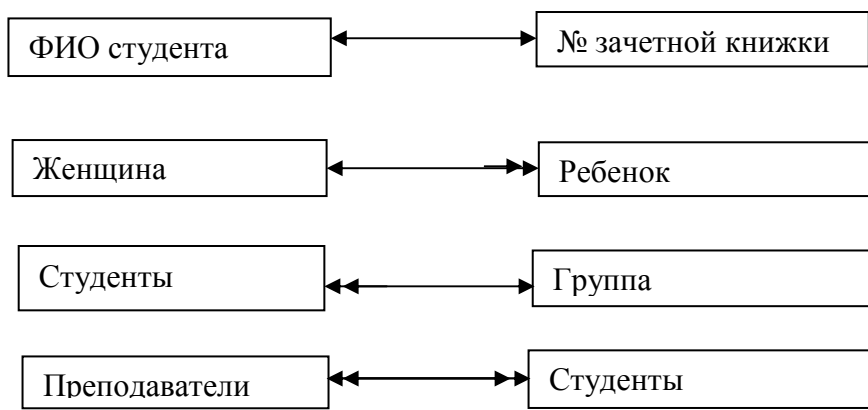 ФИО студента
№ зачетной книжки
Женщина
Ребенок
Студенты
Группа
Преподаватели
Студенты